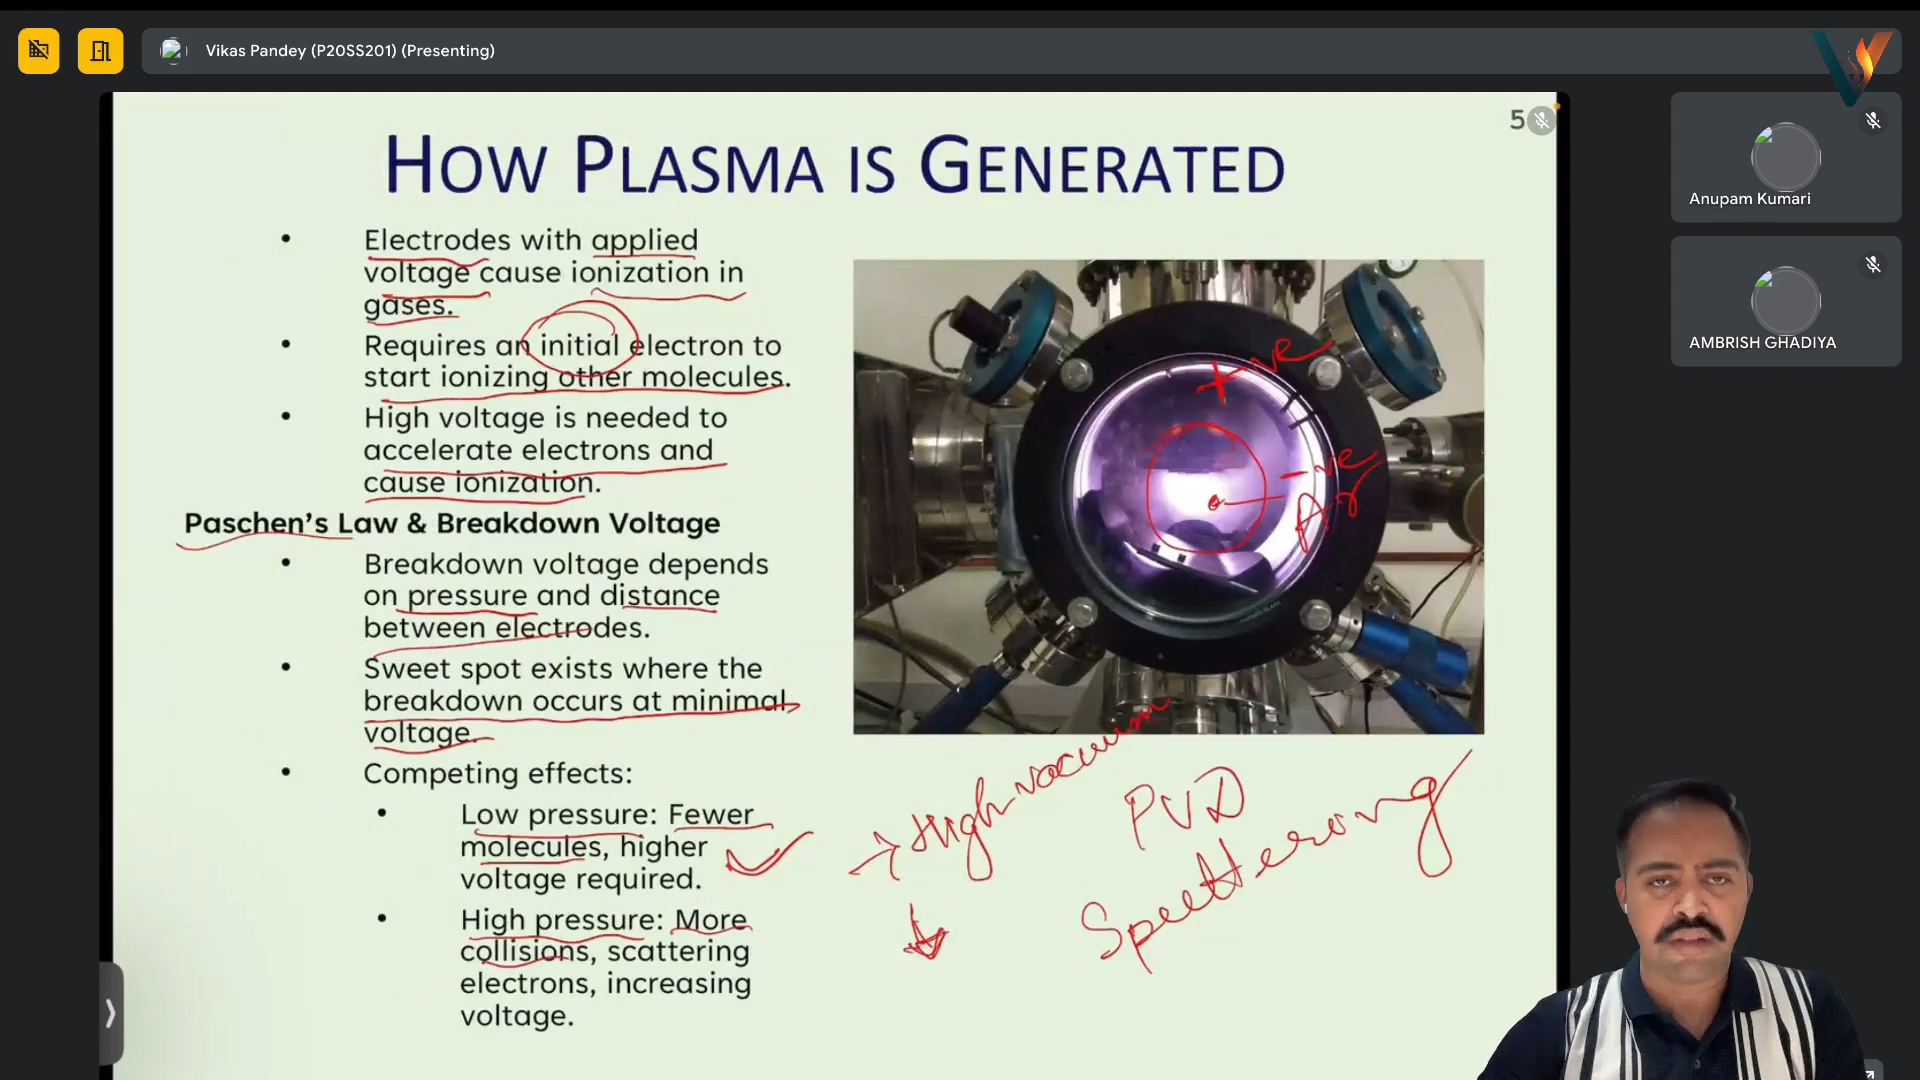 Vikas Pandey (P20SS201) (Presenting)
5
HOW PLASMA IS GENERATED
• Electrodes with applied
voltage cause ionization in
gases.
• Requires an initial electron to
start ionizing other molecules.
• High voltage is needed to
accelerate electrons and
cause ionization.
Paschen's Law & Breakdown Voltage
• Breakdown voltage depends
on pressure and distance
between electrodes.
• Sweet spot exists where the
breakdown occurs at minimal
voltage.
• Competing effects:
• Low pressure: Fewer
molecules, higher
voltage required.
• High pressure: More
collisions, scattering
electrons, increasing
voltage.
+ve
-ve
Ar
High vacuum
PVD
Sputtering
Anupam Kumari
AMBRISH GHADIYA